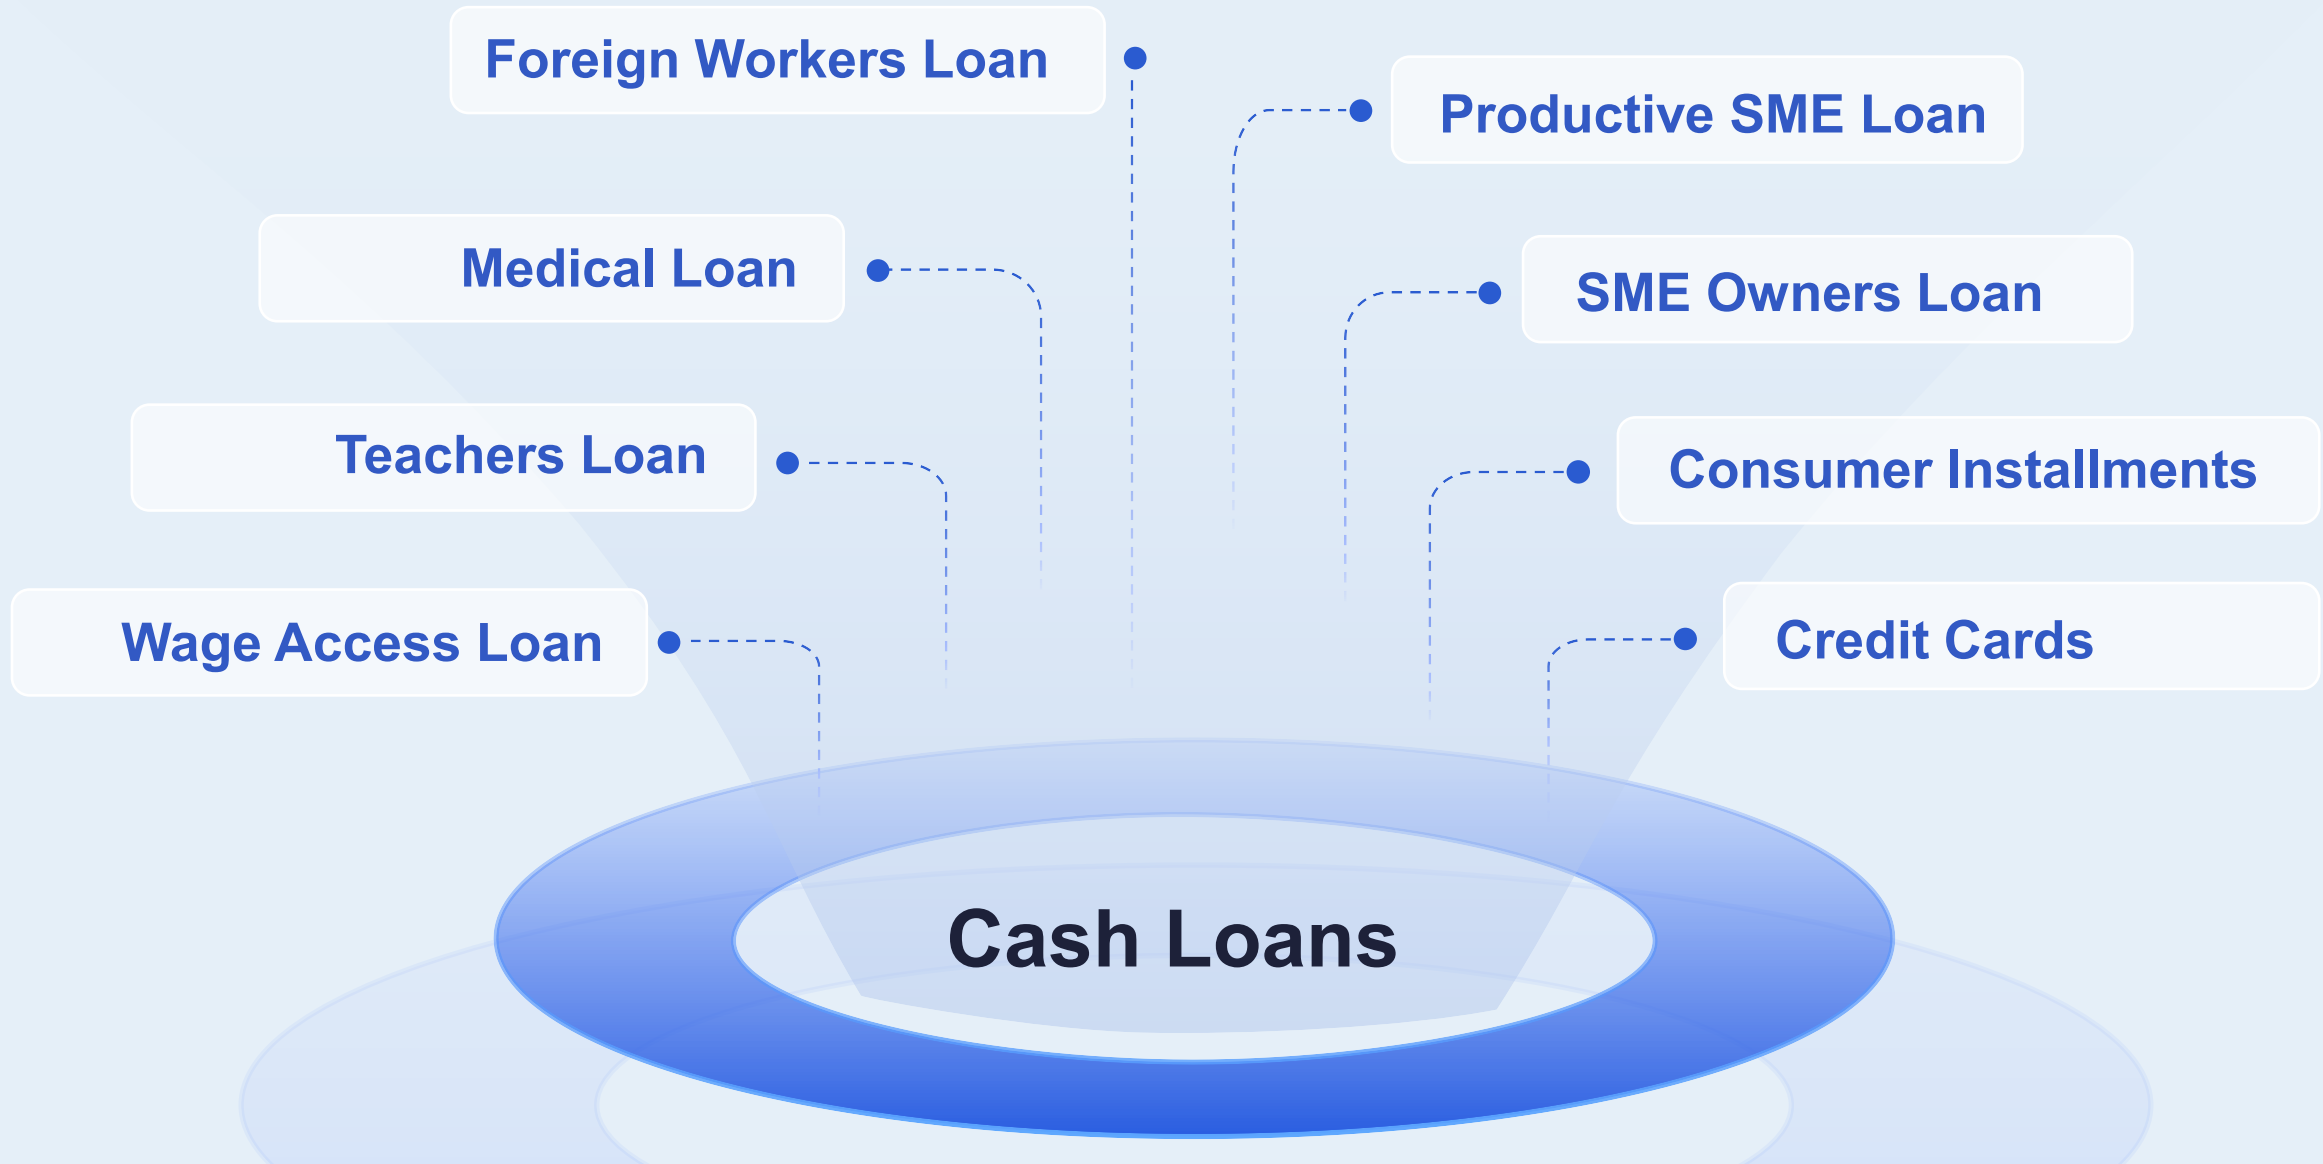 Foreign Workers Loan
Productive SME Loan
Medical Loan
SME Owners Loan
Teachers Loan
Consumer Installments
Wage Access Loan
Credit Cards
Cash Loans